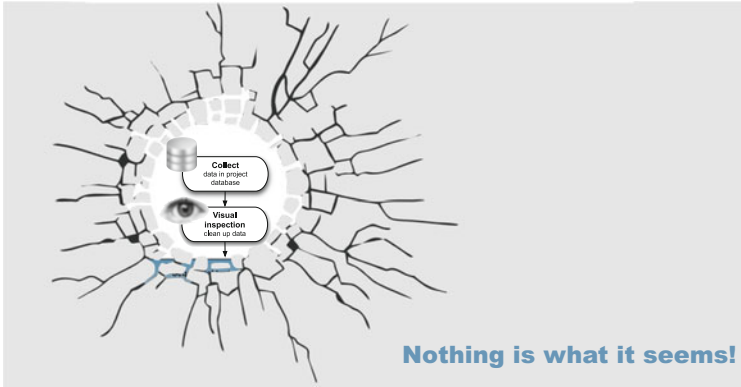 Collect
data in project
database
Visual
inspection
clean up data
Nothing is what it seems!